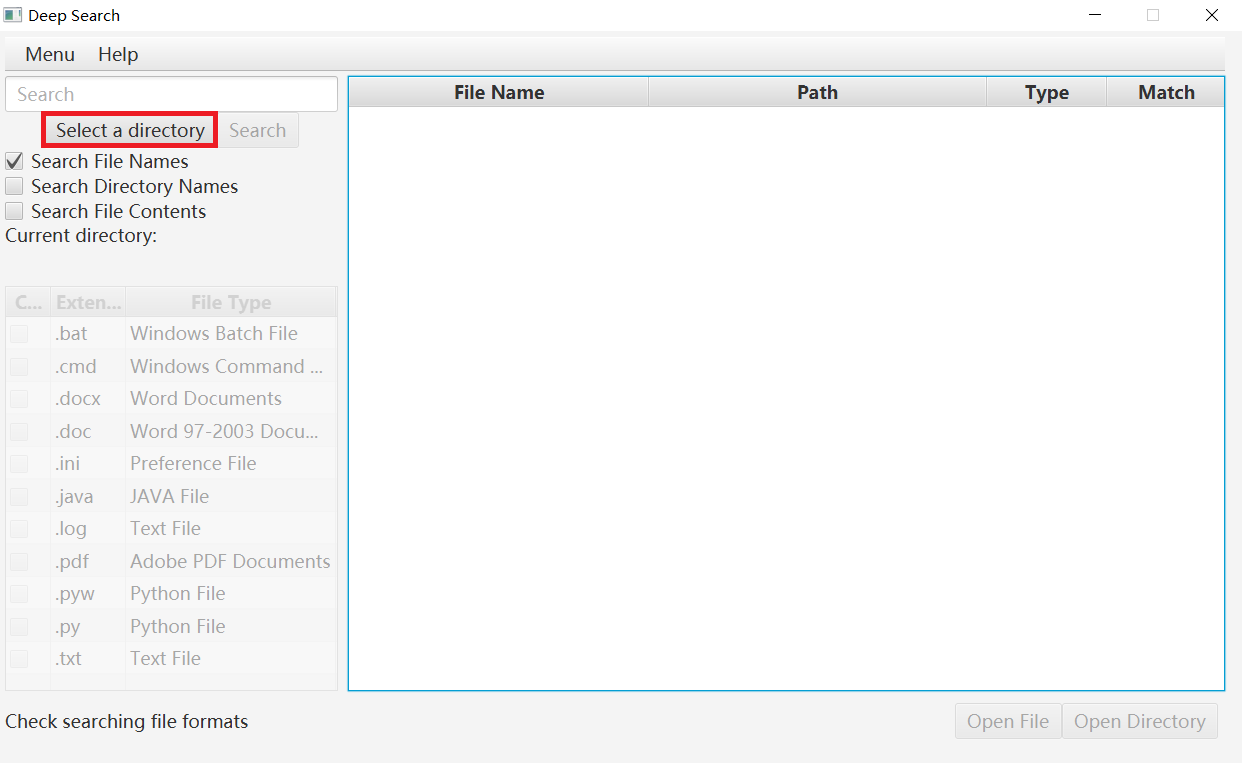 Deep Search
Menu Help
Search
Select a directory Search
Search File Names
Search Directory Names
Search File Contents
Current directory:
C... Exten... File Type
.bat Windows Batch File
.cmd Windows Command ...
.docx Word Documents
.doc Word 97-2003 Docu...
.ini Preference File
.java JAVA File
.log Text File
.pdf Adobe PDF Documents
.pyw Python File
.py Python File
.txt Text File
Check searching file formats
File Name Path Type Match
Open File Open Directory